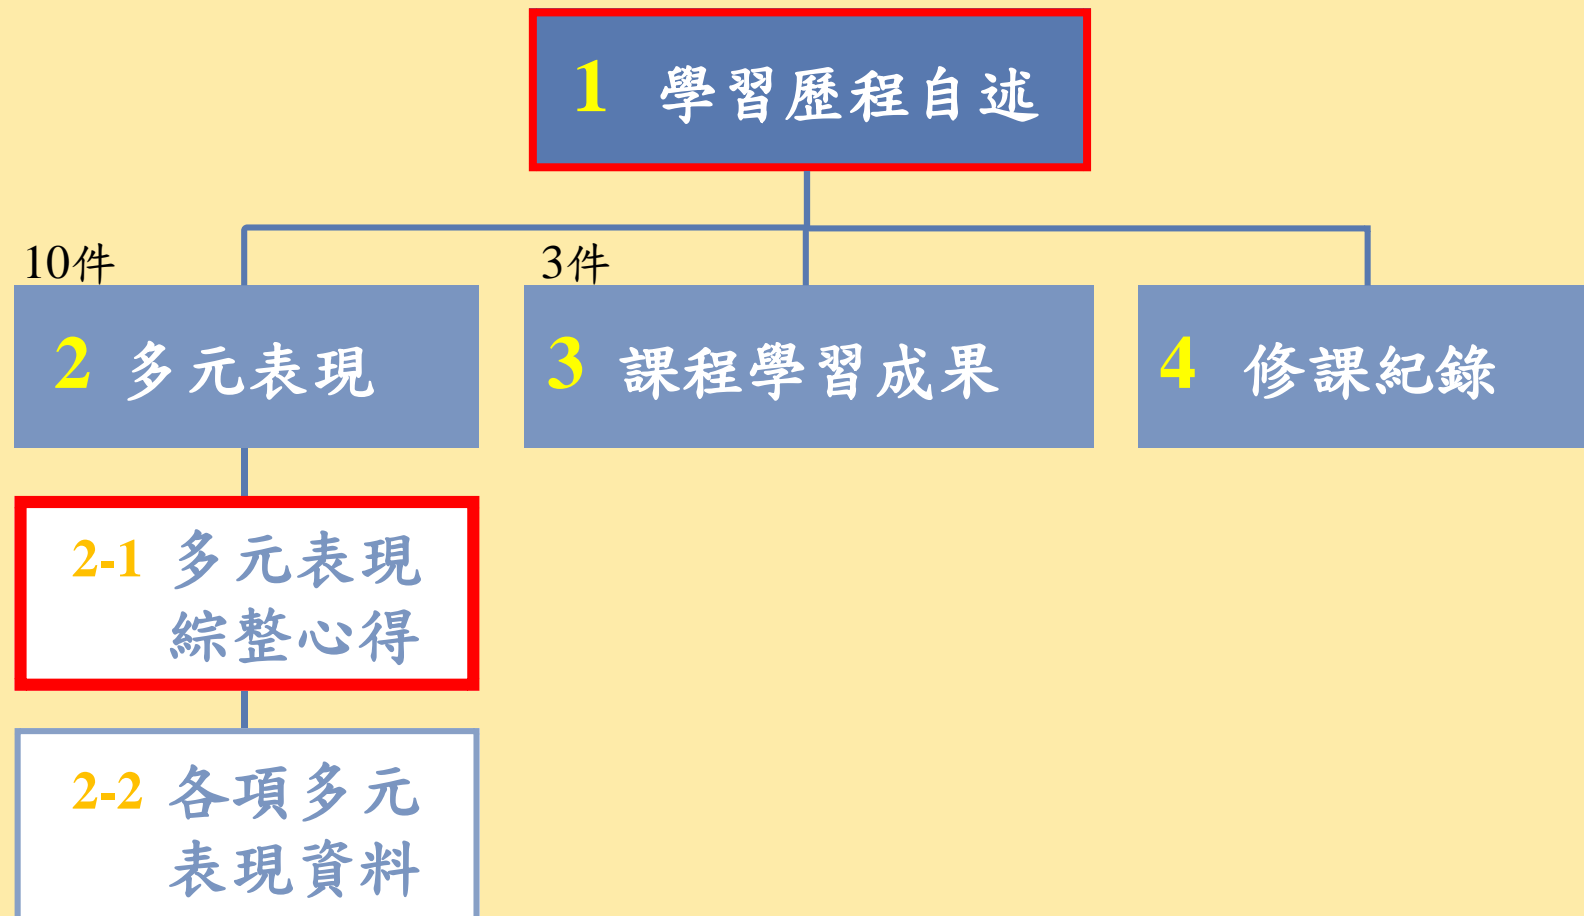 1 學習歷程自述
10件
3件
2 多元表現
3 課程學習成果
4 修課紀錄
2-1 多元表現
綜整心得
2-2 各項多元
表現資料